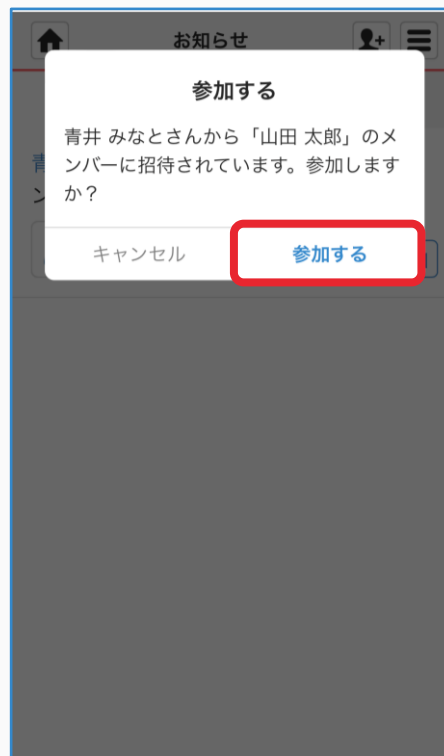 お知らせ
参加する
青井 みなとさんから「山田 太郎」のメ
ンバーに招待されています。参加します
か？
青
ン
キャンセル
参加する